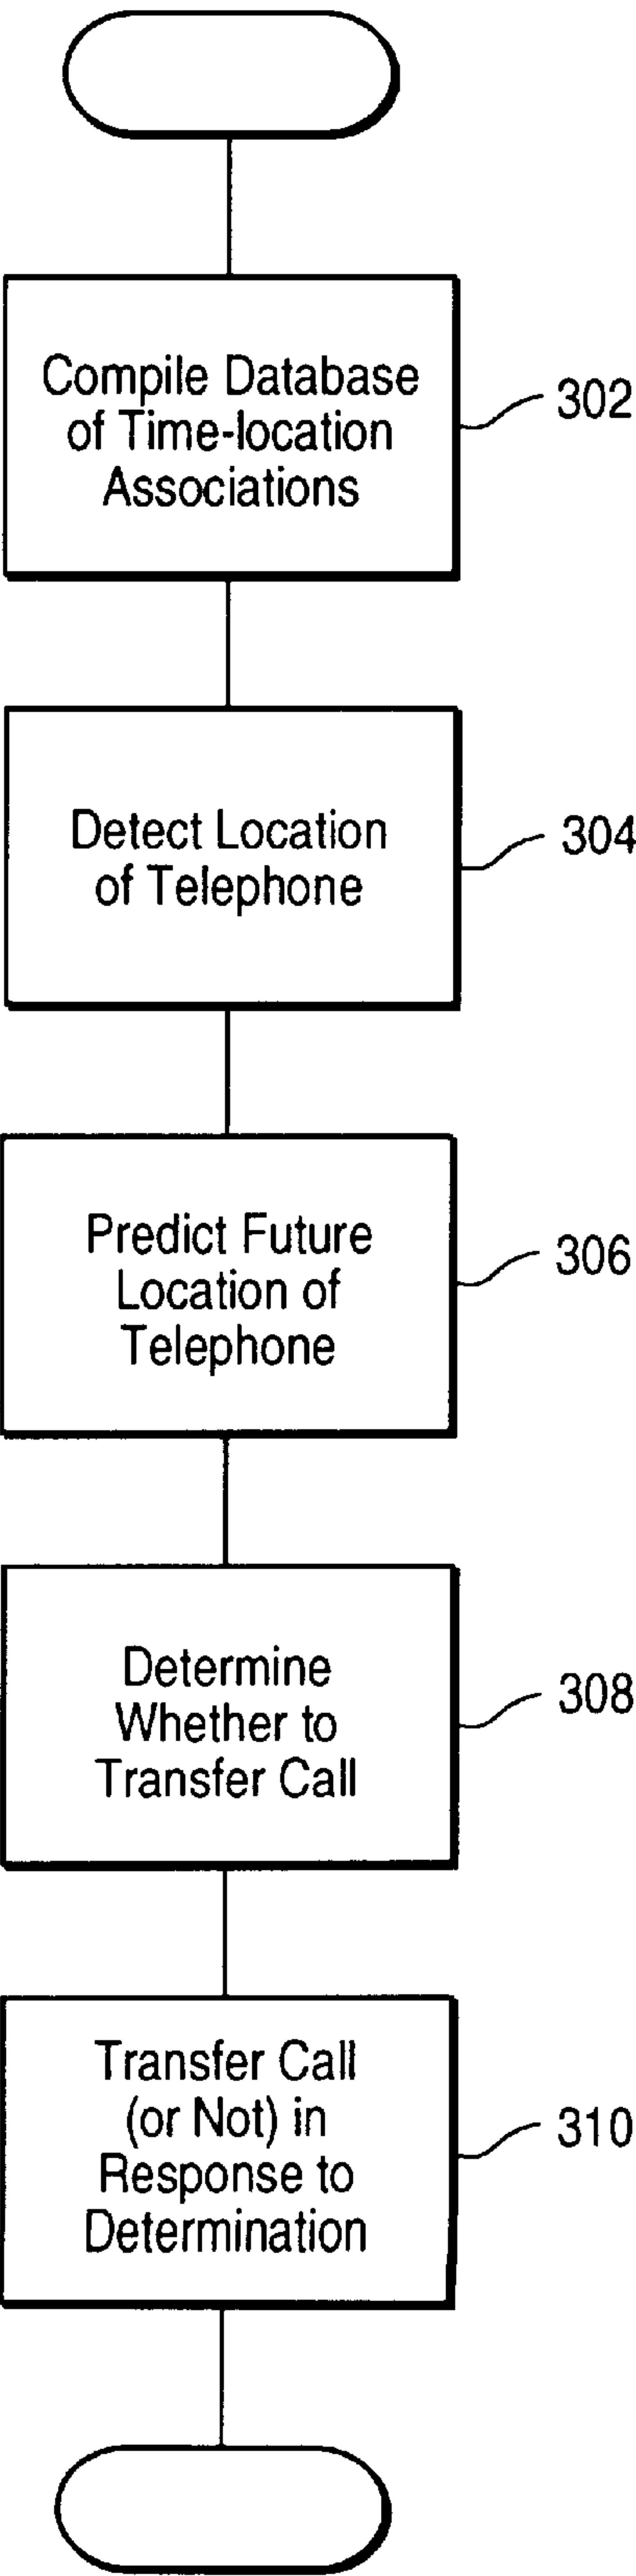 Compile Database
of Time-location
Associations
302
Detect Location
of Telephone
304
Predict Future
Location of
Telephone
306
Determine
Whether to
Transfer Call
308
Transfer Call
(or Not) in
Response to
Determination
310